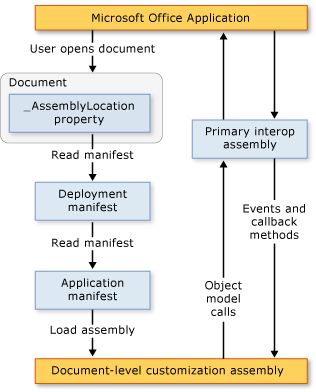 Microsoft Office Application
User opens document
Document
_AssemblyLocation
property
Read manifest
Deployment
manifest
Read manifest
Application
manifest
Load assembly
Primary interop
assembly
Events and
callback
methods
Object
model
calls
Document-level customization assembly